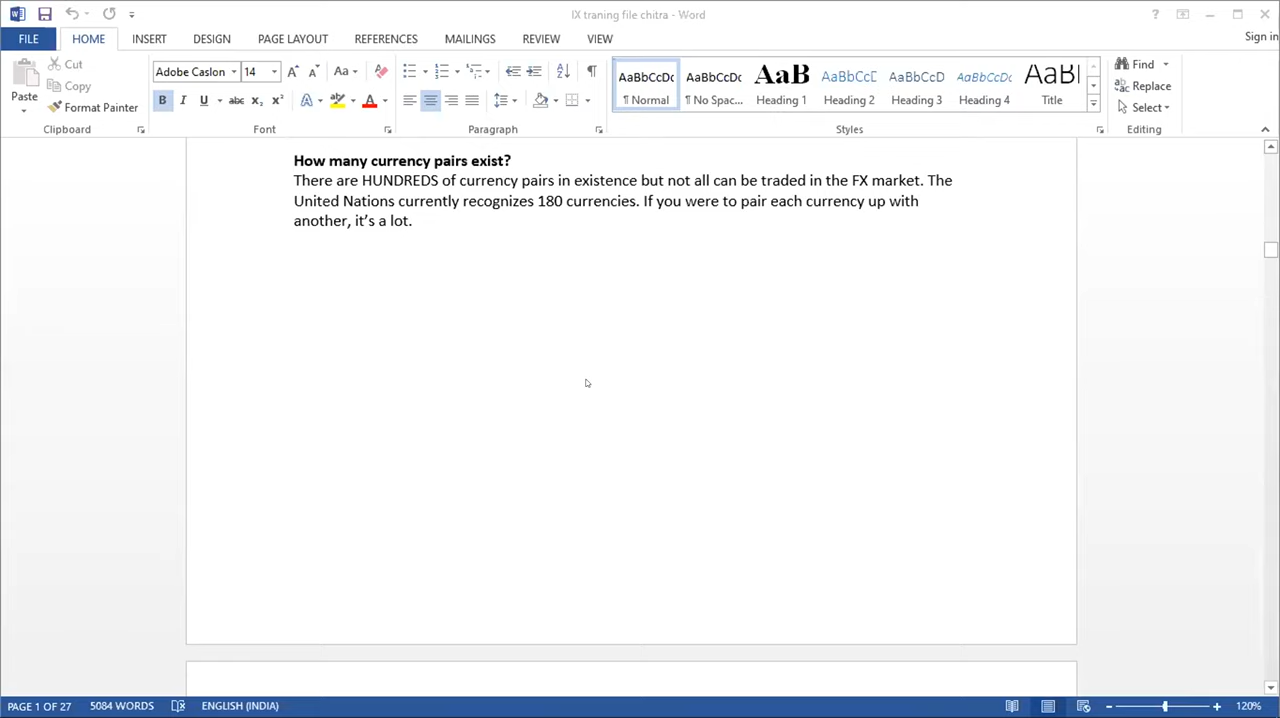 IX traning file chitra - Word
?
Sign in
FILE HOME INSERT DESIGN PAGE LAYOUT REFERENCES MAILINGS REVIEW VIEW
Paste
Cut
Copy
Format Painter
Clipboard
Adobe Caslon 14
Font
Paragraph
AaBbCcDc AaBbCcDc AaB AaBbCcD AaBbCcD AaBbCcDc AaBI
¶ Normal ¶ No Spac... Heading 1 Heading 2 Heading 3 Heading 4 Title
Styles
Find
Replace
Select
Editing
How many currency pairs exist?
There are HUNDREDS of currency pairs in existence but not all can be traded in the FX market. The
United Nations currently recognizes 180 currencies. If you were to pair each currency up with
another, it’s a lot.
PAGE 1 OF 27 5084 WORDS ENGLISH (INDIA) 120%